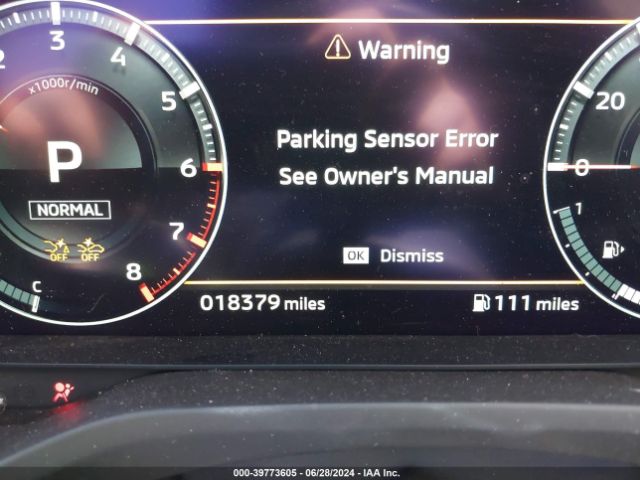 Warning
Parking Sensor Error
See Owner's Manual
OK Dismiss
018379 miles
111 miles
2 3 4 5 6 7 8
x1000r/min
P
NORMAL
OFF OFF
C
20
0
1
000-39773605 | 06/28/2024 | IAA Inc.